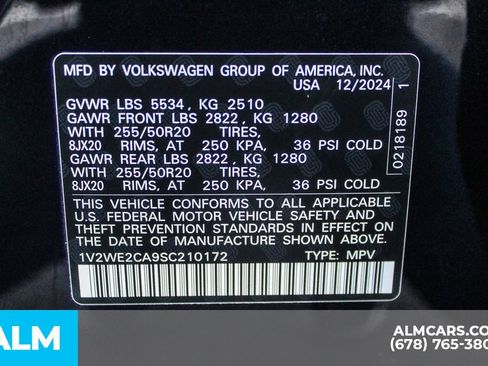 MFD BY VOLKSWAGEN GROUP OF AMERICA, INC.
USA 12/2024
GVWR LBS 5534 , KG 2510
GAWR FRONT LBS 2822 , KG 1280
WITH 255/50R20 TIRES,
8JX20 RIMS, AT 250 KPA, 36 PSI COLD
GAWR REAR LBS 2822 , KG 1280
WITH 255/50R20 TIRES,
8JX20 RIMS, AT 250 KPA, 36 PSI COLD
THIS VEHICLE CONFORMS TO ALL APPLICABLE
U.S. FEDERAL MOTOR VEHICLE SAFETY AND
THEFT PREVENTION STANDARDS IN EFFECT ON
THE DATE OF MANUFACTURE SHOWN ABOVE.
1V2WE2CA9SC210172 TYPE: MPV
0218189 1
ALM
ALMCARS.CO
(678) 765-380